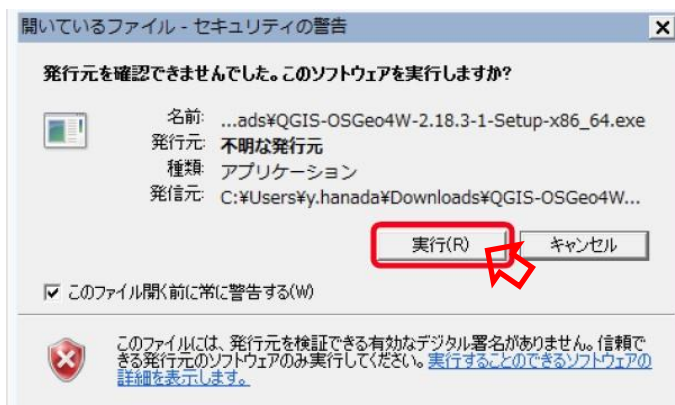 開いているファイル - セキュリティの警告
発行元を確認できませんでした。このソフトウェアを実行しますか?
名前: ...ads¥QGIS-OSGeo4W-2.18.3-1-Setup-x86_64.exe
発行元: 不明な発行元
種類: アプリケーション
発信元: C:¥Users¥y.hanada¥Downloads¥QGIS-OSGeo4W...
実行(R) キャンセル
このファイル開く前に常に警告する(W)
このファイルには、発行元を検証できる有効なデジタル署名がありません。信頼で
きる発行元のソフトウェアのみ実行してください。実行することのできるソフトウェアの
詳細を表示します。